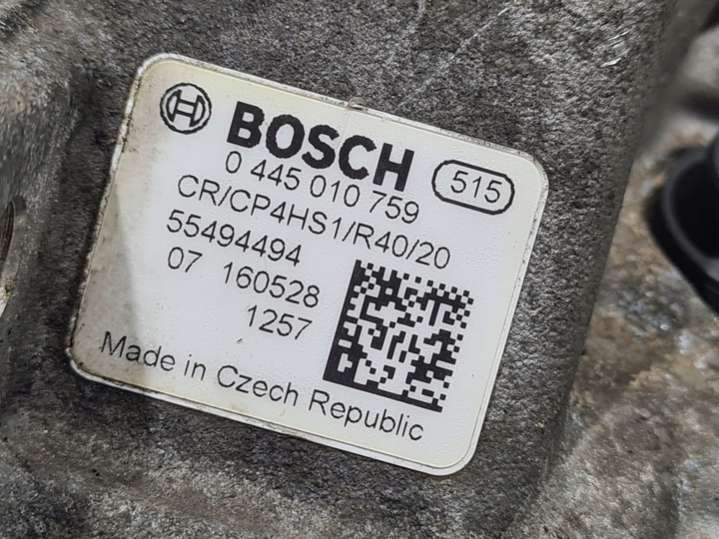 BOSCH
0 445 010 759
515
CR/CP4HS1/R40/20
55494494
07 160528
1257
Made in Czech Republic